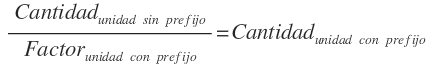 Cantidad unidad sin prefijo
Factor unidad con prefijo
= Cantidad unidad con prefijo